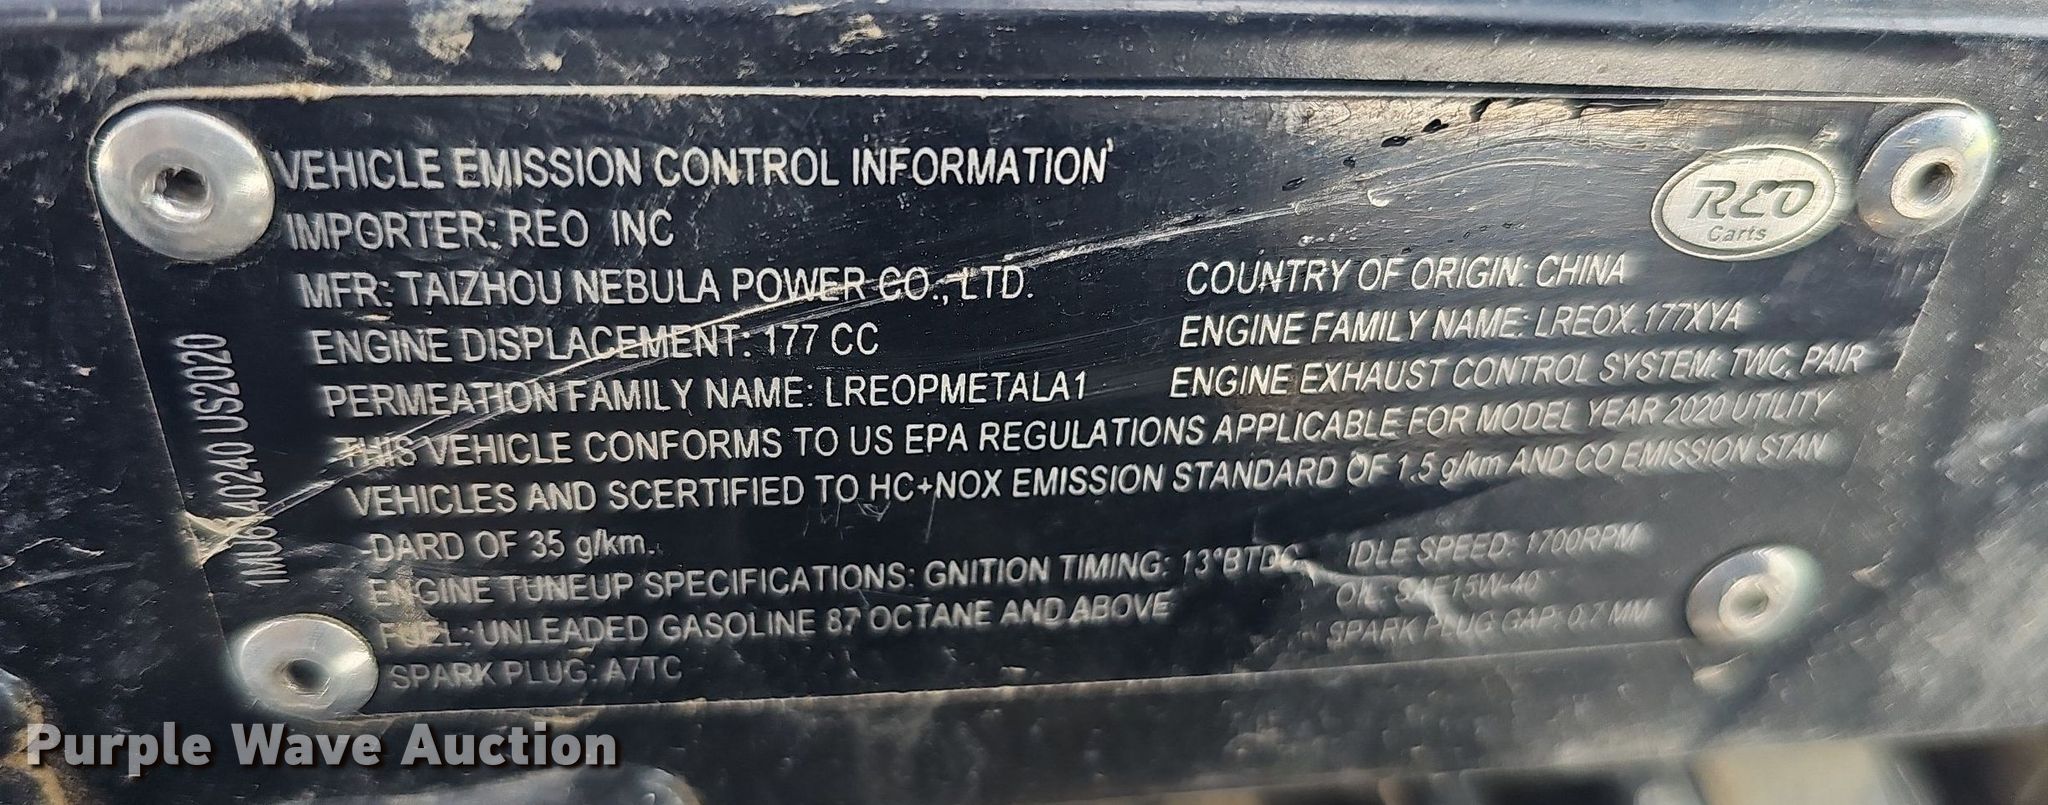 VEHICLE EMISSION CONTROL INFORMATION
REO
Carts
IMPORTER: REO INC
MFR: TAIZHOU NEBULA POWER CO., LTD.
COUNTRY OF ORIGIN: CHINA
ENGINE DISPLACEMENT: 177 CC
ENGINE FAMILY NAME: LREOX.177XYA
PERMEATION FAMILY NAME: LREOPMETALA1
ENGINE EXHAUST CONTROL SYSTEM: TWC, PAIR
THIS VEHICLE CONFORMS TO US EPA REGULATIONS APPLICABLE FOR MODEL YEAR 2020 UTILITY
VEHICLES AND SCERTIFIED TO HC+NOX EMISSION STANDARD OF 1.5 g/km AND CO EMISSION STAN
-DARD OF 35 g/km.
ENGINE TUNEUP SPECIFICATIONS: GNITION TIMING: 13°BTDC
IDLE SPEED: 1700RPM
FUEL: UNLEADED GASOLINE 87 OCTANE AND ABOVE
OIL: SAE15W-40
SPARK PLUG: A7TC
SPARK PLUG GAP: 0.7 MM
US2020
Purple Wave Auction